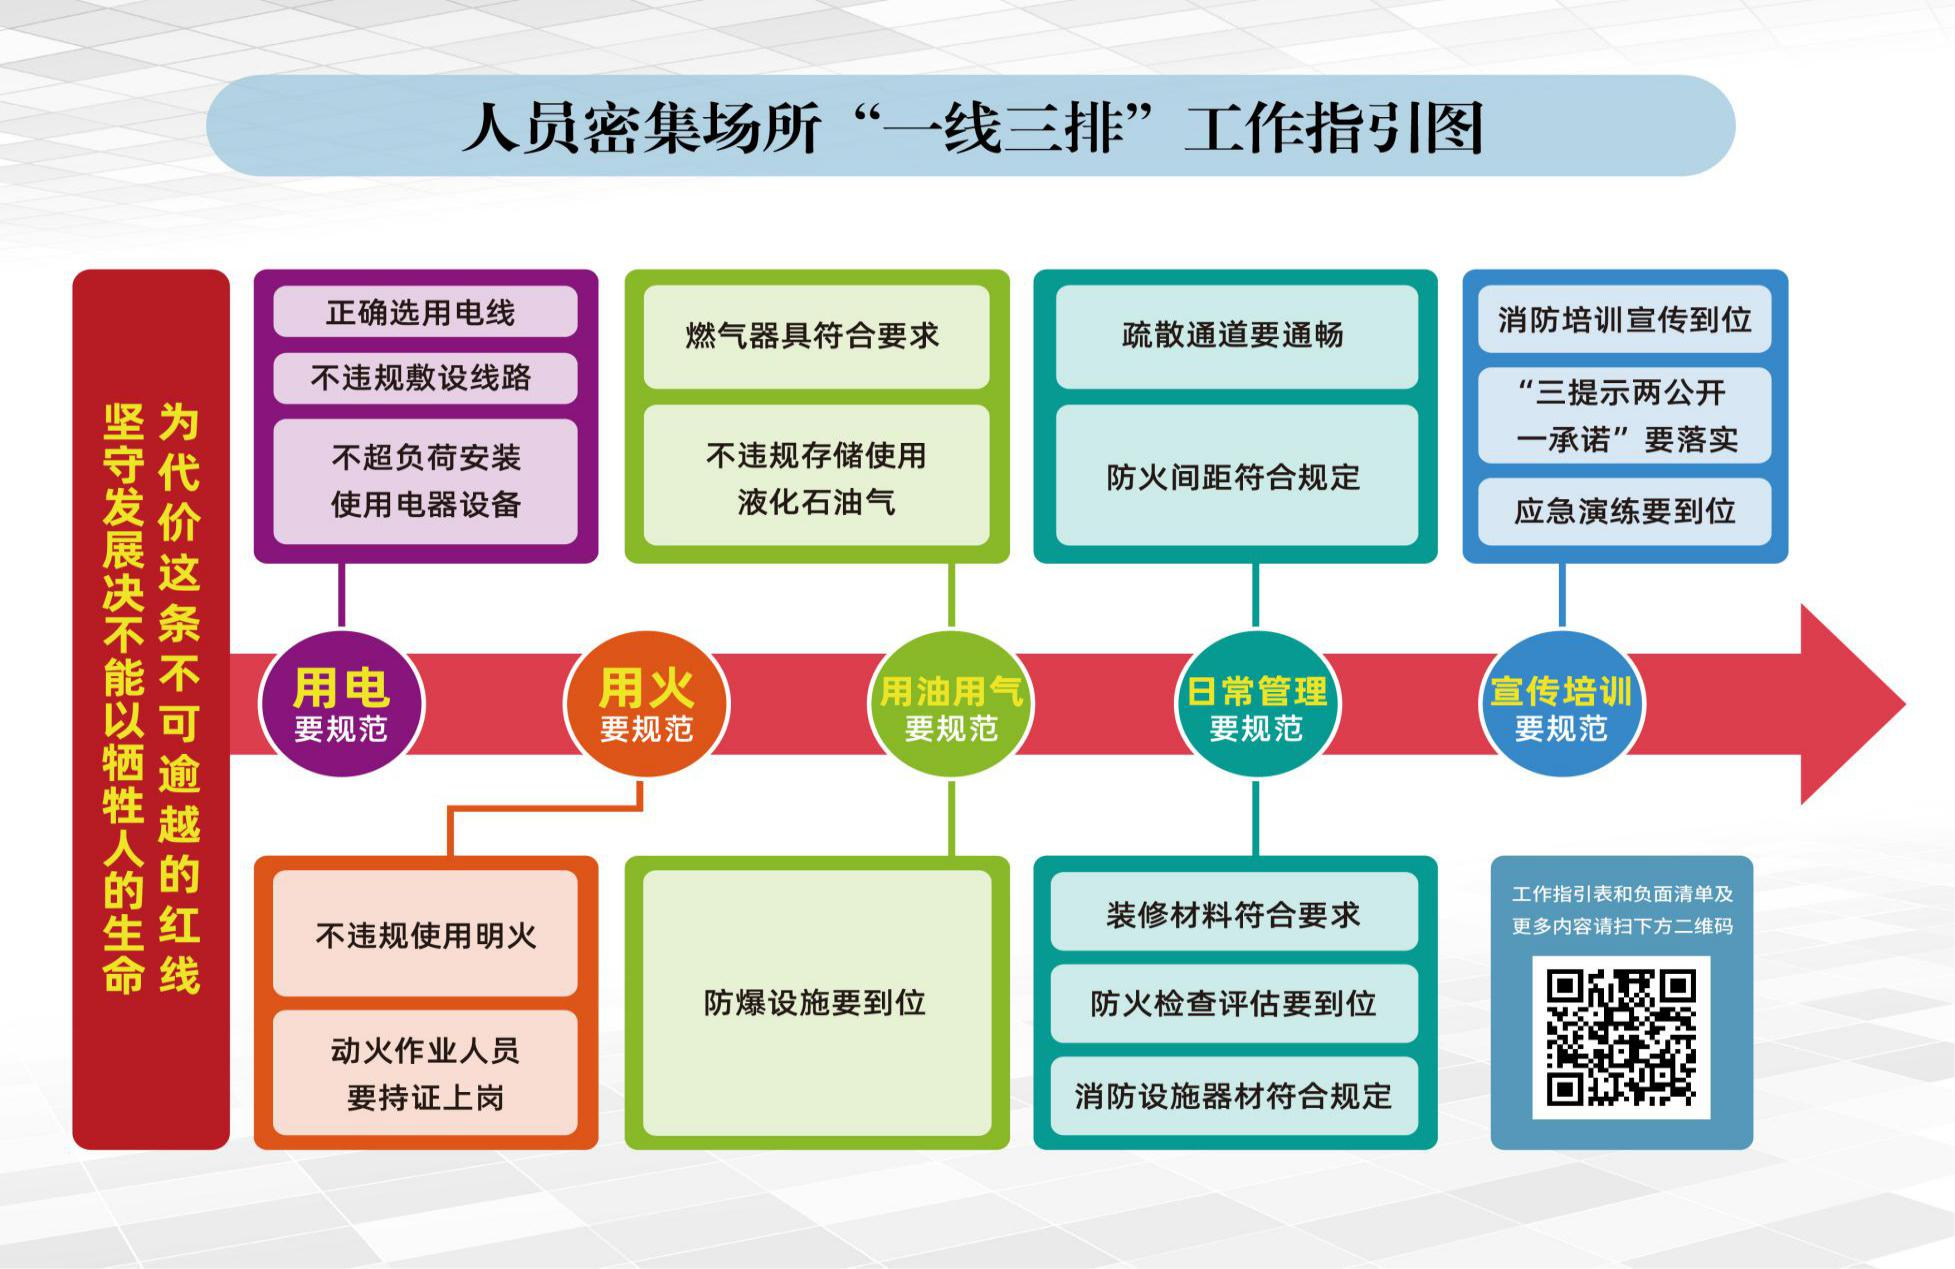 人员密集场所“一线三排”工作指引图
坚守发展决不能以牺牲人的生命
为代价这条不可逾越的红线
正确选用电线
不违规敷设线路
不超负荷安装
使用电器设备
燃气器具符合要求
不违规存储使用
液化石油气
疏散通道要通畅
防火间距符合规定
消防培训宣传到位
“三提示两公开
一承诺”要落实
应急演练要到位
用电
要规范
用火
要规范
用油用气
要规范
日常管理
要规范
宣传培训
要规范
不违规使用明火
动火作业人员
要持证上岗
防爆设施要到位
装修材料符合要求
防火检查评估要到位
消防设施器材符合规定
工作指引表和负面清单及
更多内容请扫下方二维码